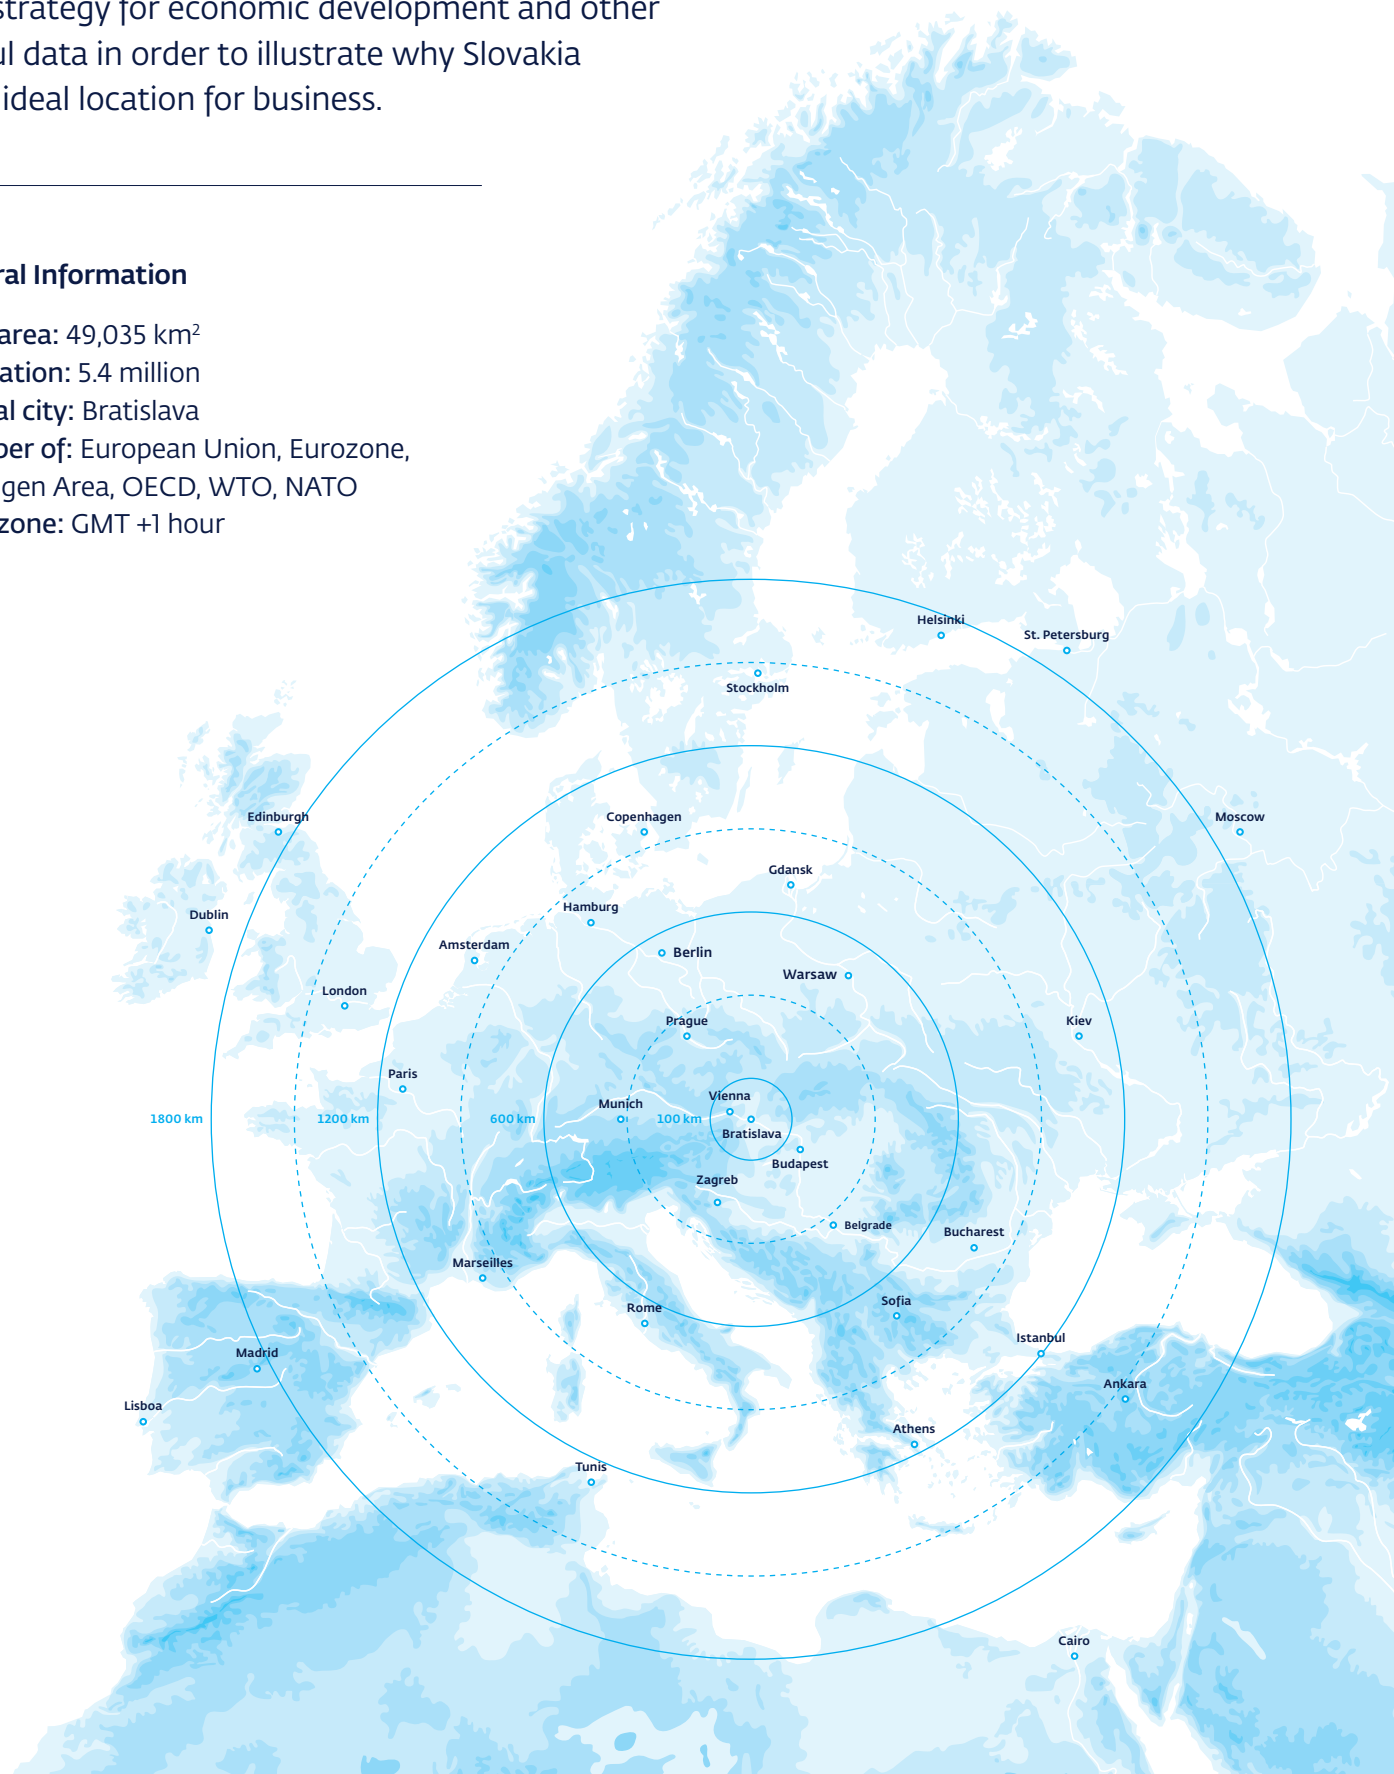 strategy for economic development and other
ul data in order to illustrate why Slovakia
ideal location for business.
ral Information
area: 49,035 km²
ation: 5.4 million
al city: Bratislava
ber of: European Union, Eurozone,
gen Area, OECD, WTO, NATO
zone: GMT +1 hour
Helsinki
St. Petersburg
Stockholm
Edinburgh
Copenhagen
Moscow
Gdansk
Hamburg
Dublin
Amsterdam
Berlin
Warsaw
London
Prague
Kiev
Paris
Vienna
Munich
1800 km
1200 km
600 km
100 km
Bratislava
Budapest
Zagreb
Belgrade
Bucharest
Marseilles
Sofia
Rome
Istanbul
Madrid
Ankara
Lisboa
Athens
Tunis
Cairo